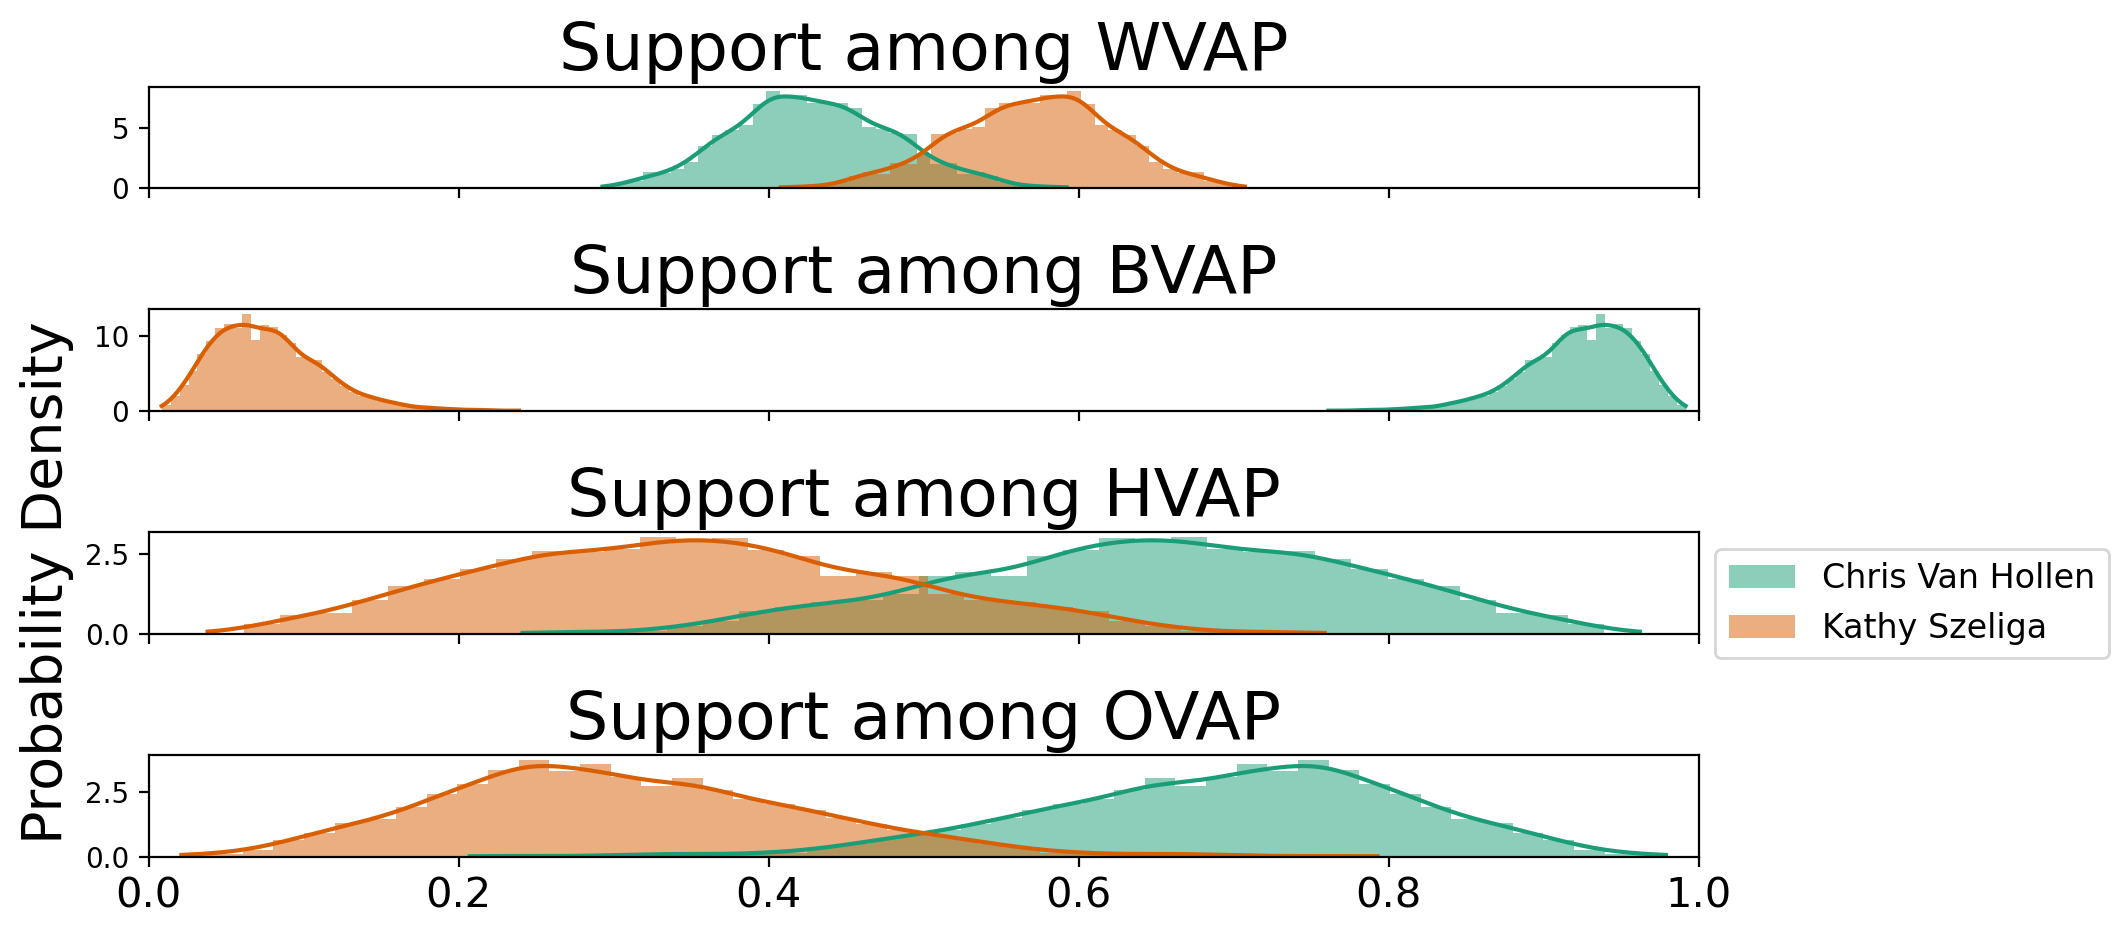 Support among WVAP
5
0
Support among BVAP
10
0
Support among HVAP
2.5
0.0
Support among OVAP
2.5
0.0
0.0 0.2 0.4 0.6 0.8 1.0
Probability Density
Chris Van Hollen
Kathy Szeliga